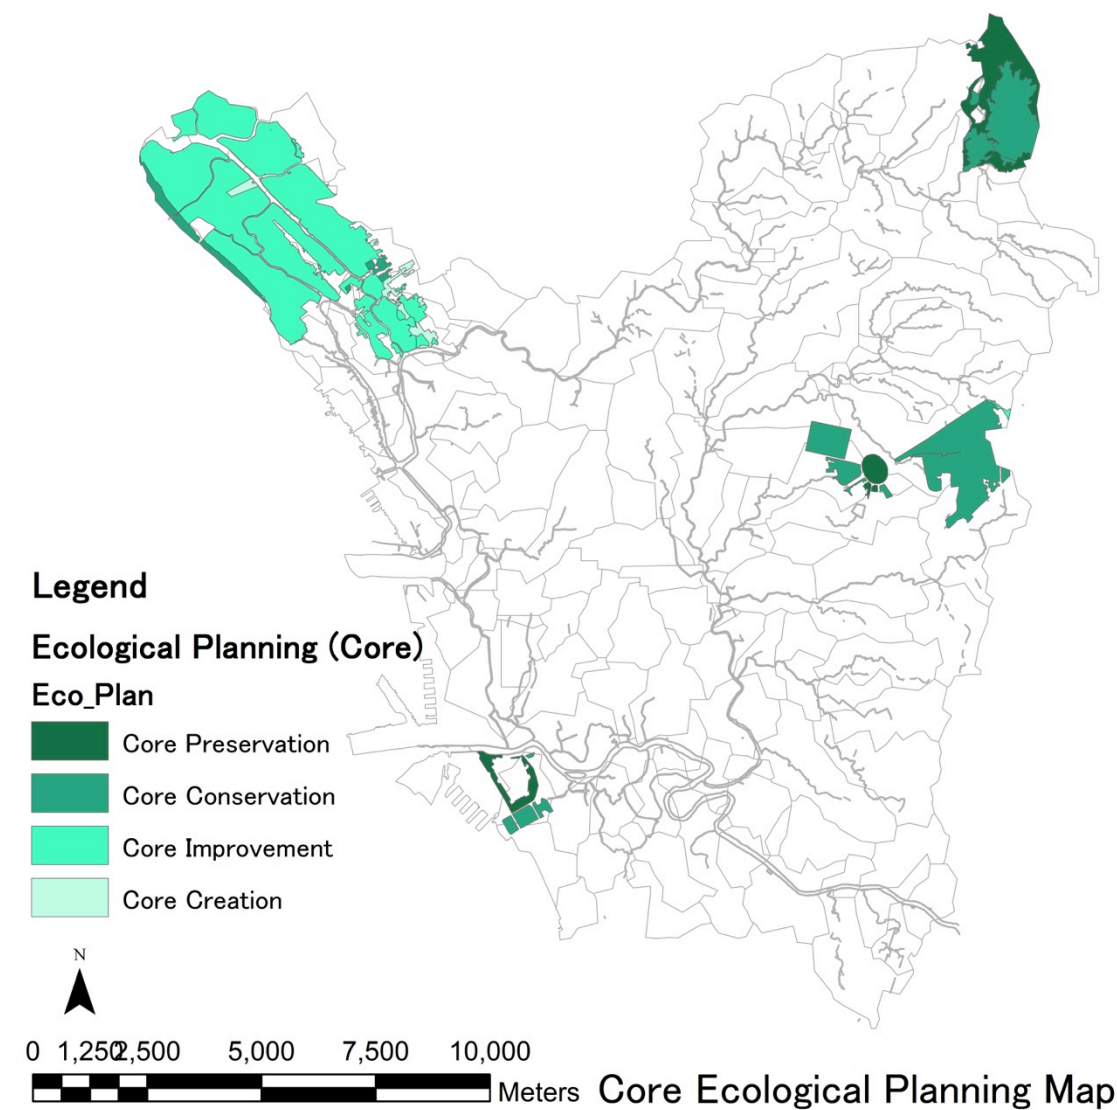 Legend
Ecological Planning (Core)
Eco_Plan
Core Preservation
Core Conservation
Core Improvement
Core Creation
N
0 1,250 2,500 5,000 7,500 10,000
Meters
Core Ecological Planning Map